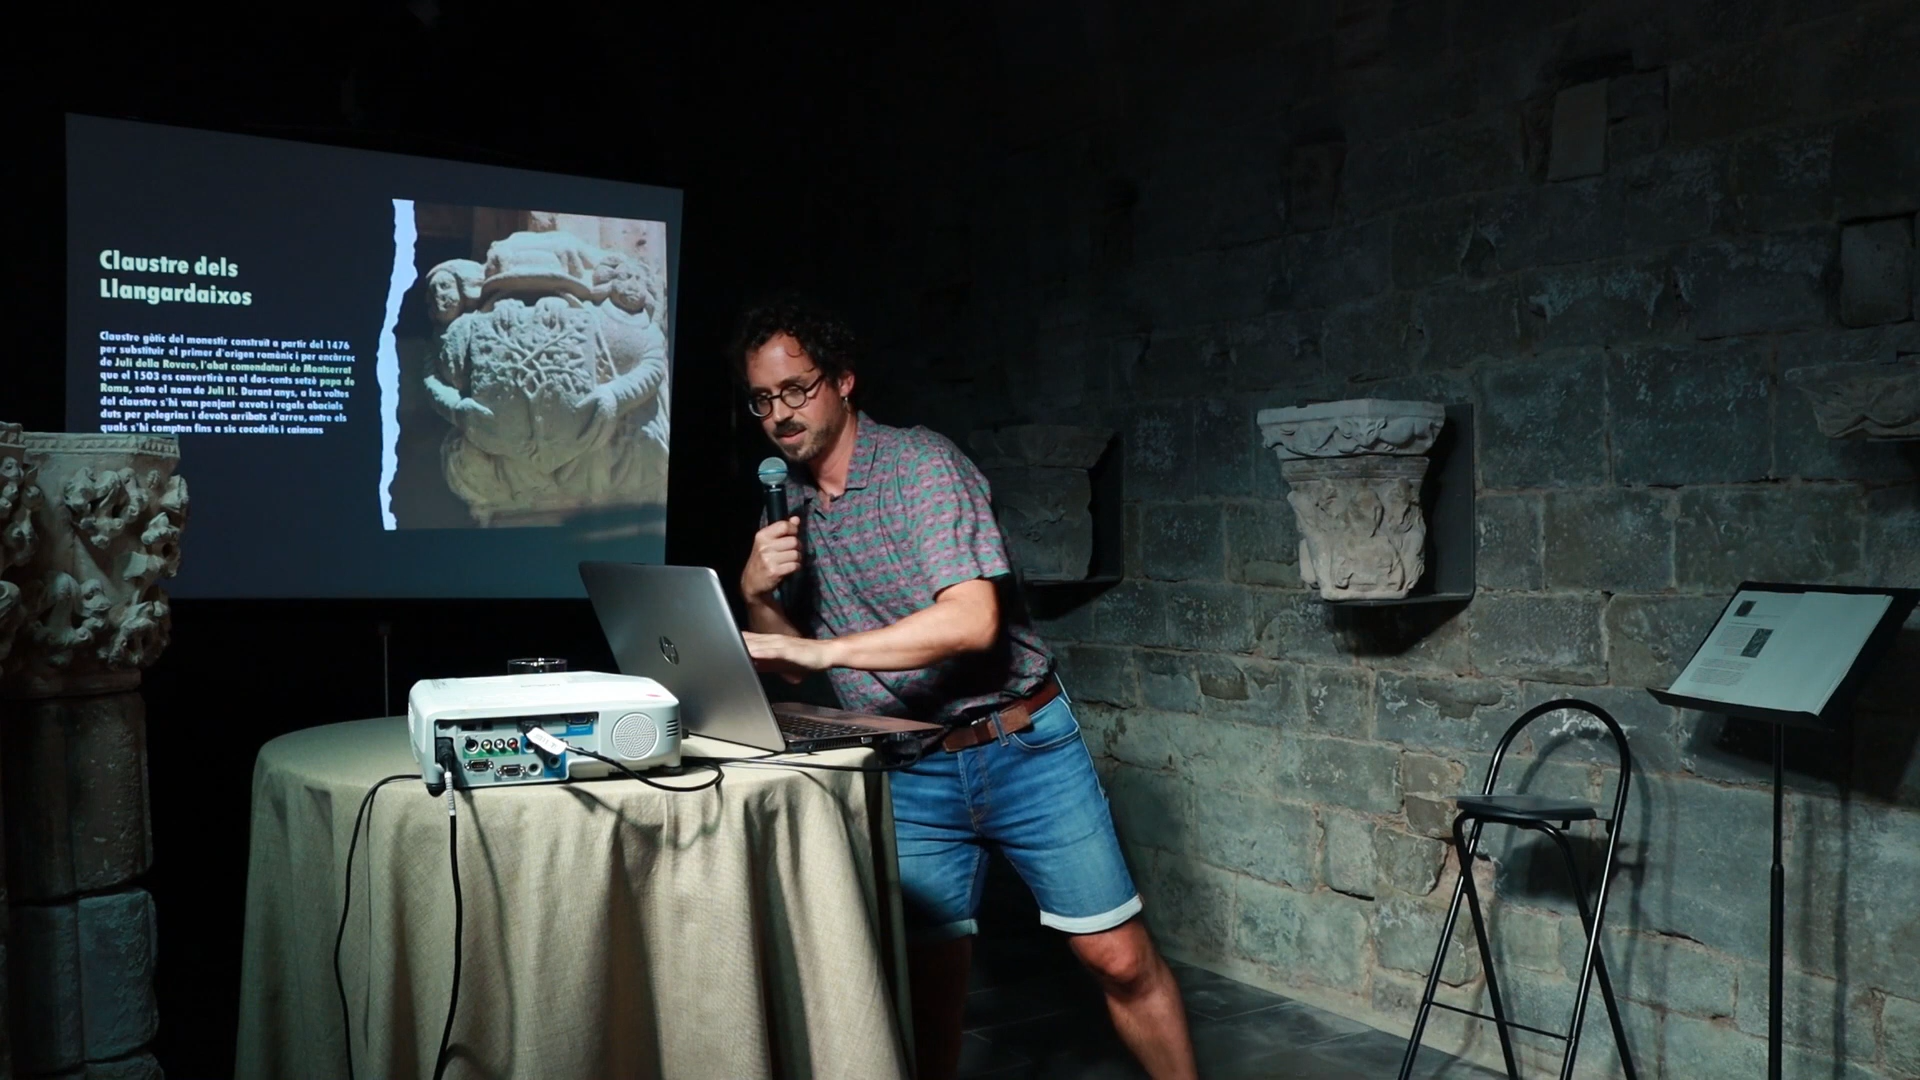 Claustre dels
Llangardaixos
Claustre gòtic del monestir construït a partir del 1476
per substituir el primer d'origen romànic i per encàrrec
de Juli della Rovere, l'abat comendatari de Montserrat
que el 1503 es convertirà en el dos-cents setzè papa de
Roma, sota el nom de Juli II. Durant anys, a les voltes
del claustre s'hi van penjant exvots i regals abacials
duts per pelegrins i devots arribats d'arreu, entre els
quals s'hi compten fins a sis cocodrils i caimans
hp